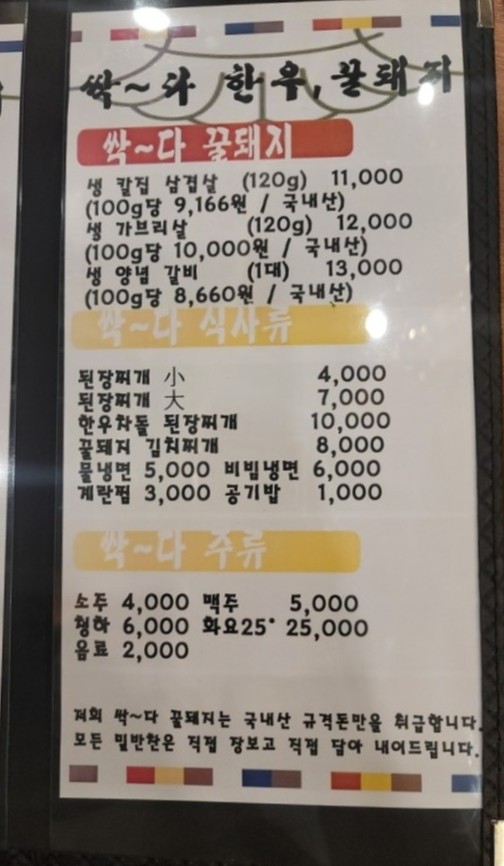 싹~다 한우,꿀돼지
싹~다 꿀돼지
생 칼집 삼겹살 (120g) 11,000
(100g당 9,166원 / 국내산)
생 가브리살 (120g) 12,000
(100g당 10,000원 / 국내산)
생 양념 갈비 (1대) 13,000
(100g당 8,660원 / 국내산)
싹~다 식사류
된장찌개 小 4,000
된장찌개 大 7,000
한우차돌 된장찌개 10,000
꿀돼지 김치찌개 8,000
물냉면 5,000 비빔냉면 6,000
계란찜 3,000 공기밥 1,000
싹~다 주류
소주 4,000 맥주 5,000
청하 6,000 화요25° 25,000
음료 2,000
저희 싹~다 꿀돼지는 국내산 규격돈만을 취급합니다.
모든 밑반찬은 직접 장보고 직접 담아 내어드립니다.